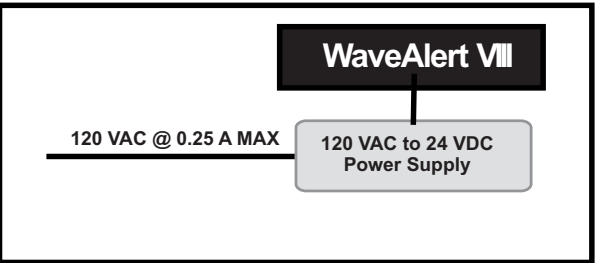 WaveAlert VIII
120 VAC @ 0.25 A MAX
120 VAC to 24 VDC
Power Supply